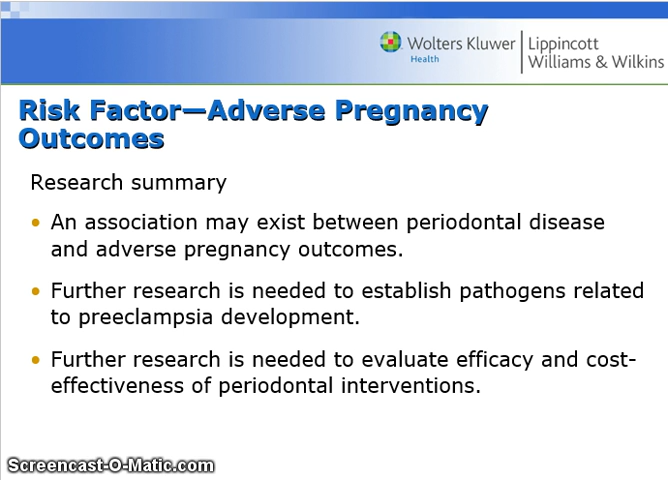 Wolters Kluwer
Health
Lippincott
Williams & Wilkins
Risk Factor—Adverse Pregnancy
Outcomes
Research summary
• An association may exist between periodontal disease
and adverse pregnancy outcomes.
• Further research is needed to establish pathogens related
to preeclampsia development.
• Further research is needed to evaluate efficacy and cost-
effectiveness of periodontal interventions.
Screencast-O-Matic.com